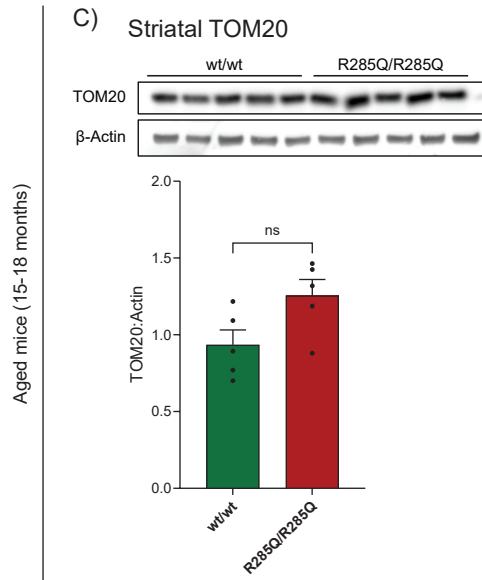 C) Striatal TOM20
wt/wt R285Q/R285Q
TOM20
β-Actin
Aged mice (15-18 months)
TOM20:Actin
2.0
1.5
1.0
0.5
0.0
ns
wt/wt
R285Q/R285Q